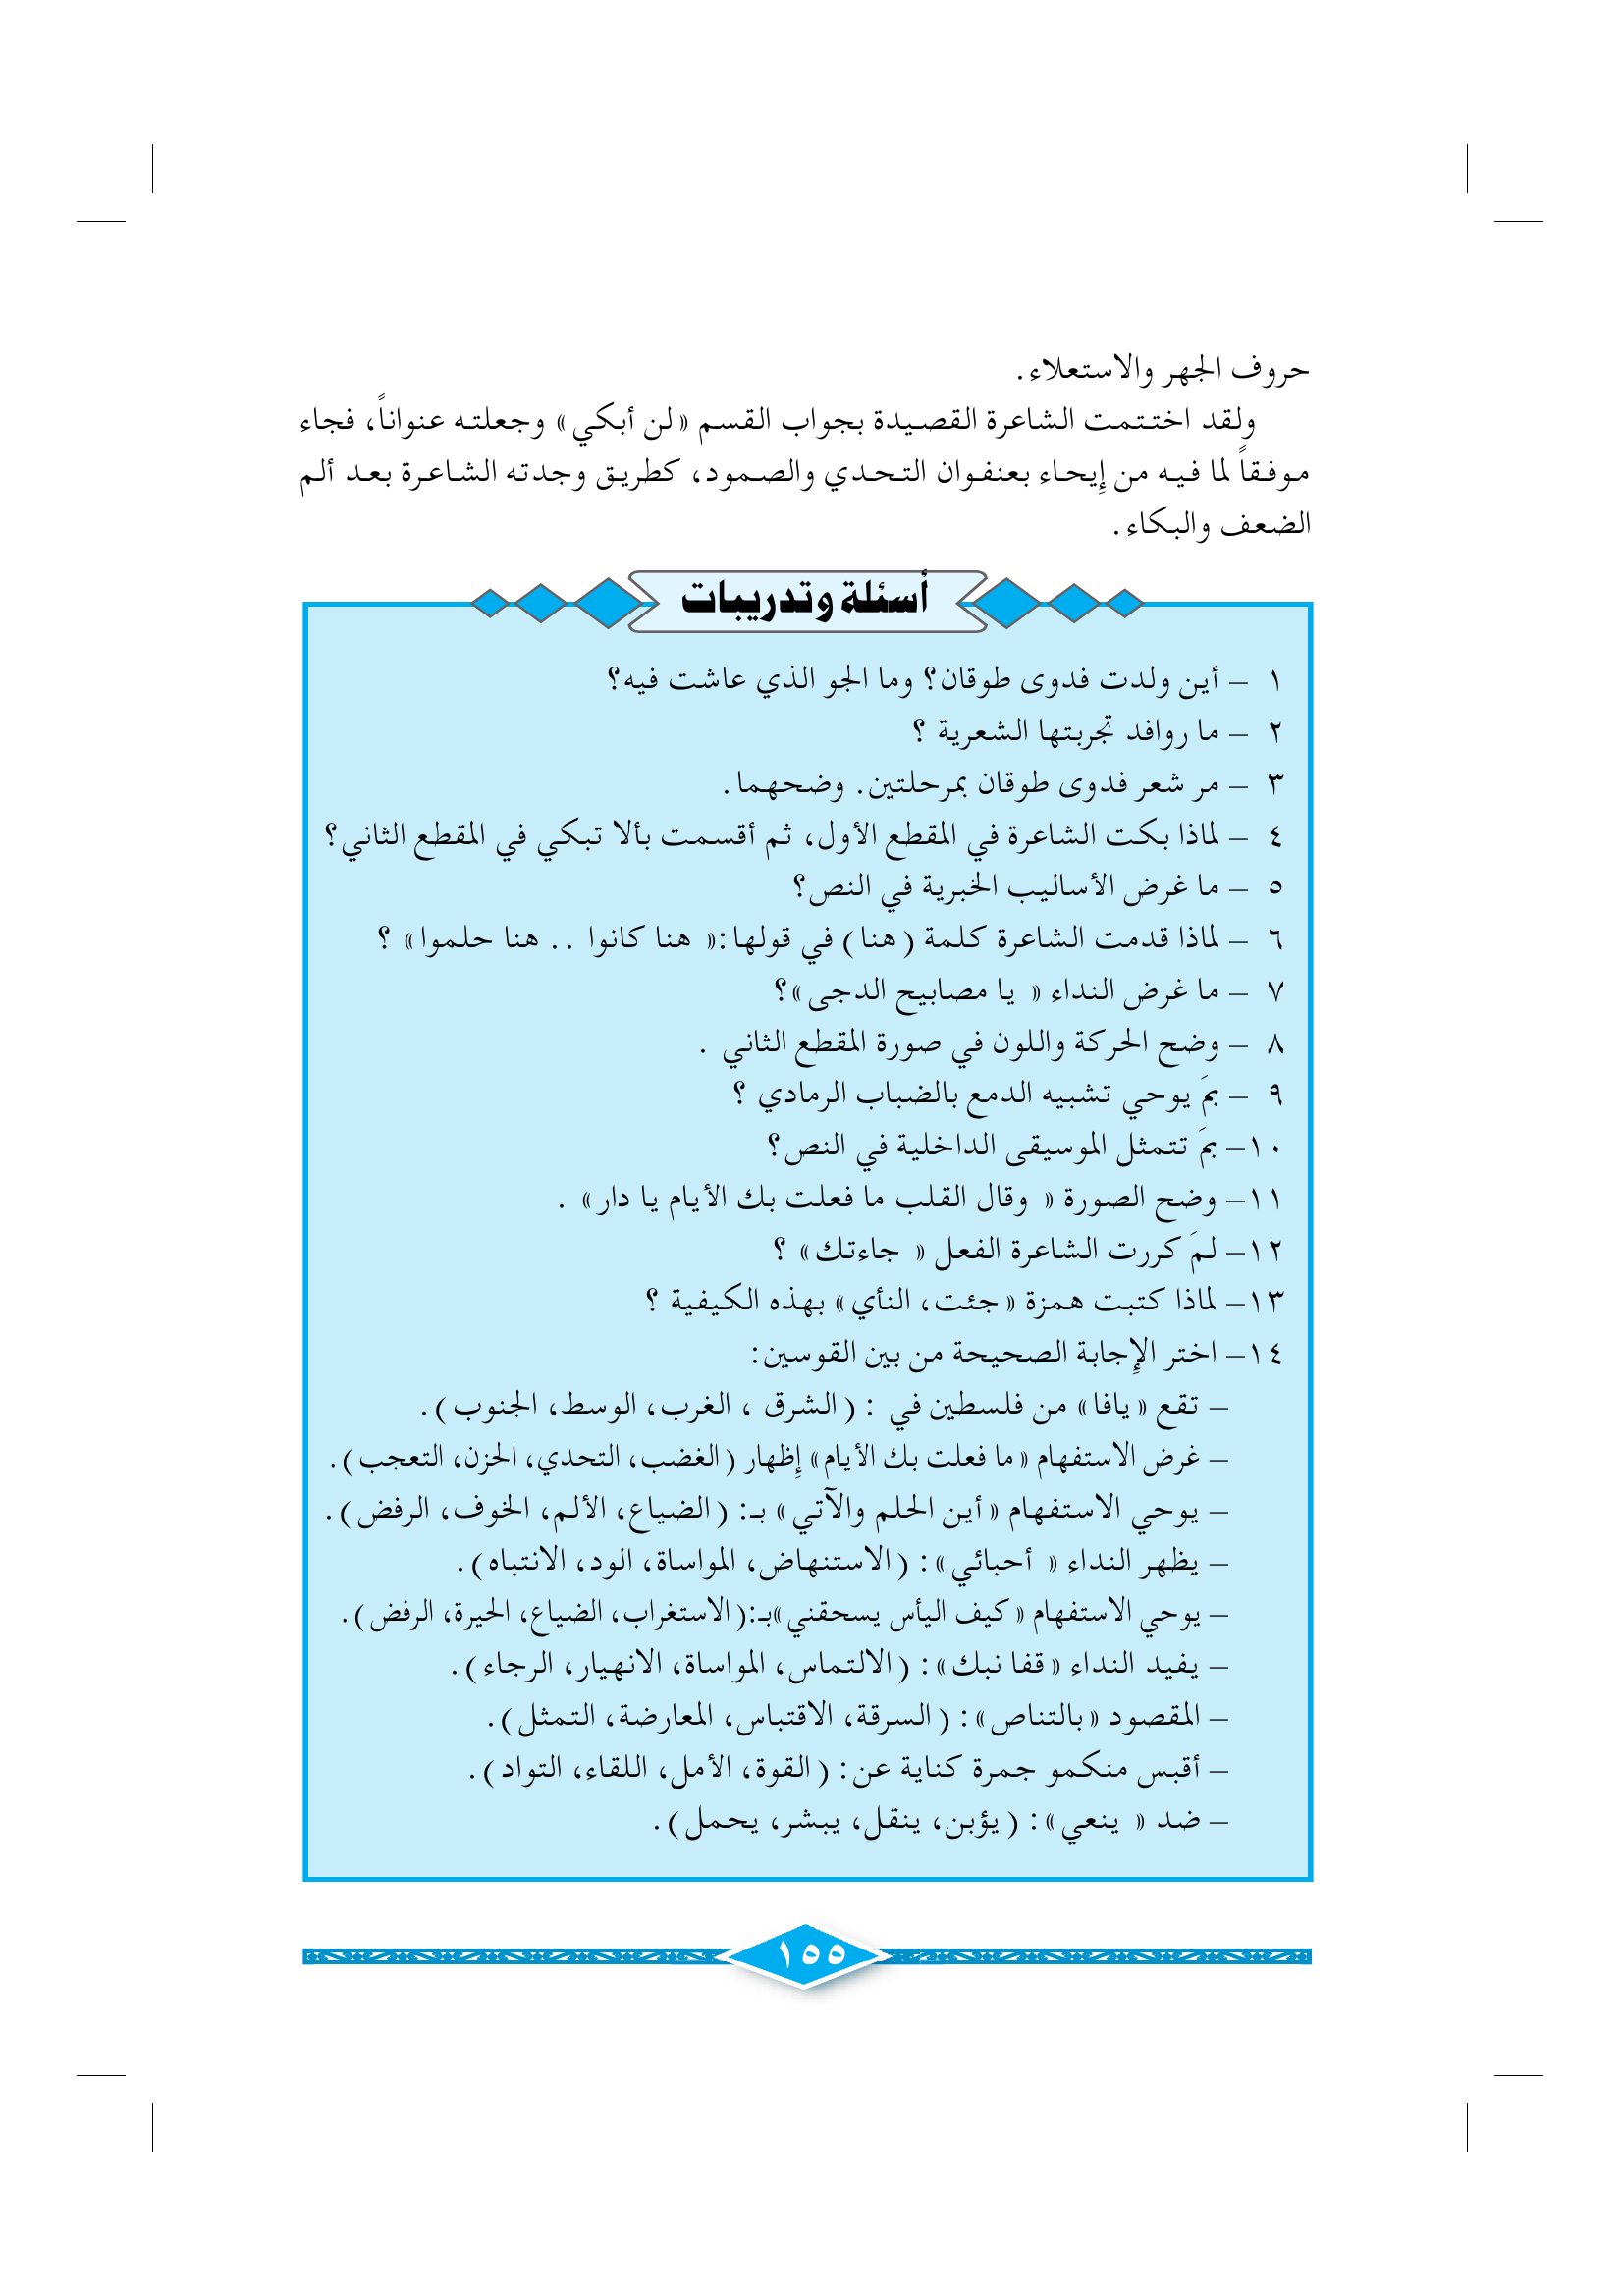 حروف الجهر والاستعلاء.
ولقد اختتمت الشاعرة القصيدة بجواب القسم «لن أبكي» وجعلته عنواناً، فجاء
موفقاً لما فيه من إِيحاء بعنفوان التحدي والصمود، كطريق وجدته الشاعرة بعد ألم
الضعف والبكاء.
أسئلة وتدريبات
١ – أين ولدت فدوى طوقان؟ وما الجو الذي عاشت فيه؟
٢ – ما روافد تجربتها الشعرية ؟
٣ – مر شعر فدوى طوقان بمرحلتين. وضحهما.
٤ – لماذا بكت الشاعرة في المقطع الأول، ثم أقسمت بألا تبكي في المقطع الثاني؟
٥ – ما غرض الأساليب الخبرية في النص؟
٦ – لماذا قدمت الشاعرة كلمة (هنا) في قولها:« هنا كانوا .. هنا حلموا» ؟
٧ – ما غرض النداء « يا مصابيح الدجى»؟
٨ – وضح الحركة واللون في صورة المقطع الثاني .
٩ – بمَ يوحي تشبيه الدمع بالضباب الرمادي ؟
١٠– بمَ تتمثل الموسيقى الداخلية في النص؟
١١– وضح الصورة « وقال القلب ما فعلت بك الأيام يا دار» .
١٢– لمَ كررت الشاعرة الفعل « جاءتك» ؟
١٣– لماذا كتبت همزة «جئت، النأي» بهذه الكيفية ؟
١٤– اختر الإِجابة الصحيحة من بين القوسين:
– تقع «يافا» من فلسطين في : (الشرق ، الغرب، الوسط، الجنوب).
– غرض الاستفهام «ما فعلت بك الأيام» إِظهار (الغضب، التحدي، الحزن، التعجب).
– يوحي الاستفهام «أين الحلم والآتي» بـ: (الضياع، الألم، الخوف، الرفض).
– يظهر النداء « أحبائي»: (الاستنهاض، المواساة، الود، الانتباه).
– يوحي الاستفهام «كيف اليأس يسحقني»بـ:(الاستغراب، الضياع، الحيرة، الرفض).
– يفيد النداء «قفا نبك»: (الالتماس، المواساة، الانهيار، الرجاء).
– المقصود «بالتناص»: (السرقة، الاقتباس، المعارضة، التمثل).
– أقبس منكمو جمرة كناية عن: (القوة، الأمل، اللقاء، التواد).
– ضد « ينعي»: (يؤبن، ينقل، يبشر، يحمل).
١٥٥